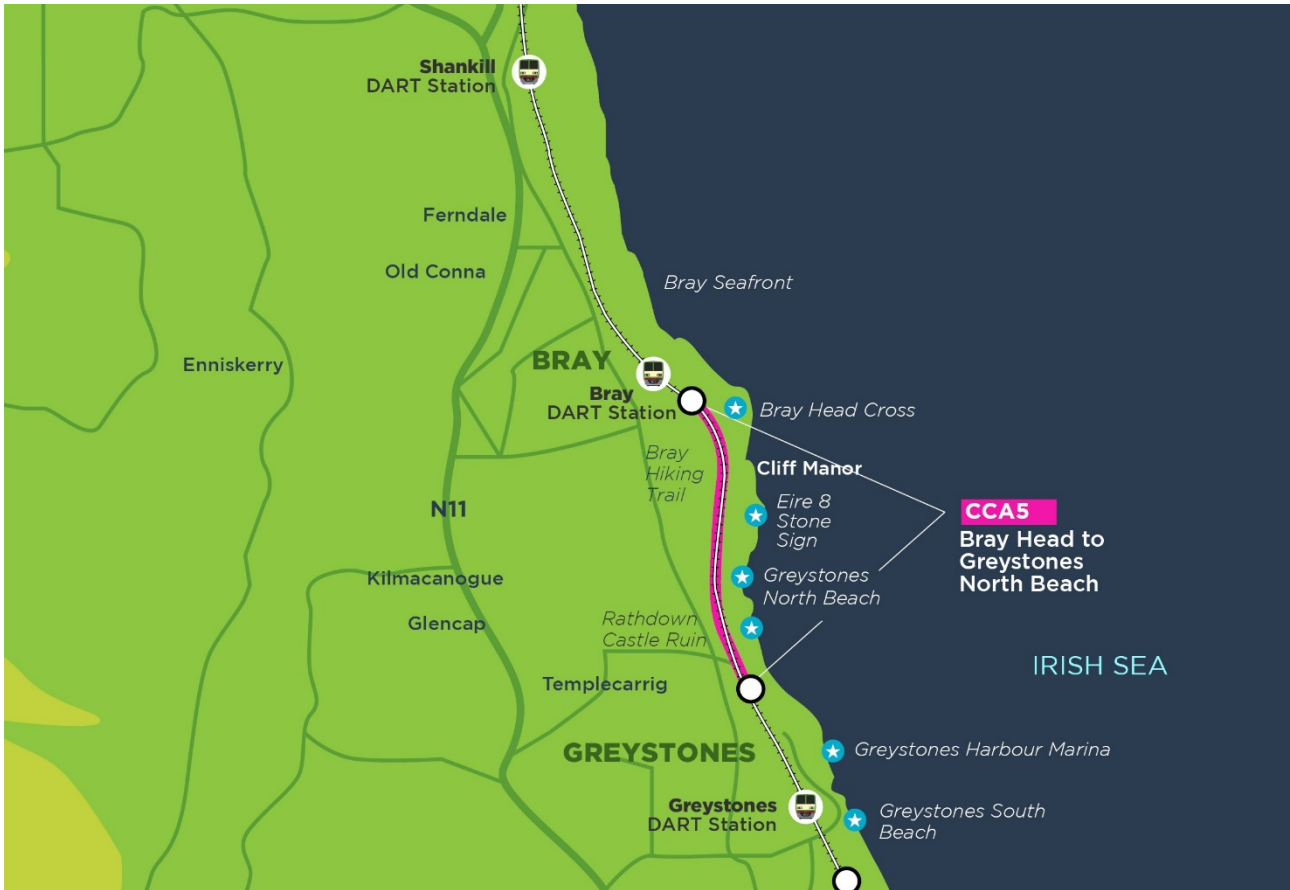 Shankill
DART Station
Ferndale
Old Conna
Bray Seafront
Enniskerry
BRAY
Bray
DART Station
Bray Head Cross
Bray
Hiking
Trail
Cliff Manor
N11
Eire 8
Stone
Sign
CCA5
Bray Head to
Greystones
North Beach
Kilmacanogue
Greystones
North Beach
Glencap
Rathdown
Castle Ruin
IRISH SEA
Templecarrig
GREYSTONES
Greystones Harbour Marina
Greystones
DART Station
Greystones South
Beach